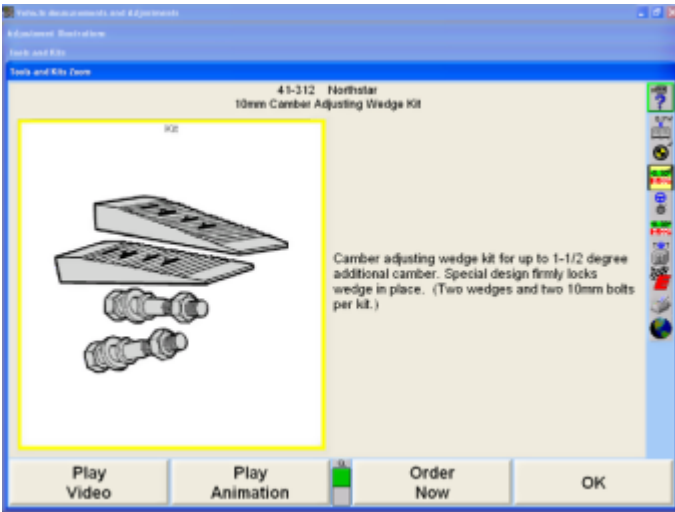 Vehicle Measurements and Adjustments
Adjustment Illustrations
Tools and Kits
Tools and Kits Zoom
41-312 Northstar
10mm Camber Adjusting Wedge Kit
Kit
Camber adjusting wedge kit for up to 1-1/2 degree
additional camber. Special design firmly locks
wedge in place. (Two wedges and two 10mm bolts
per kit.)
Play
Video
Play
Animation
Order
Now
OK